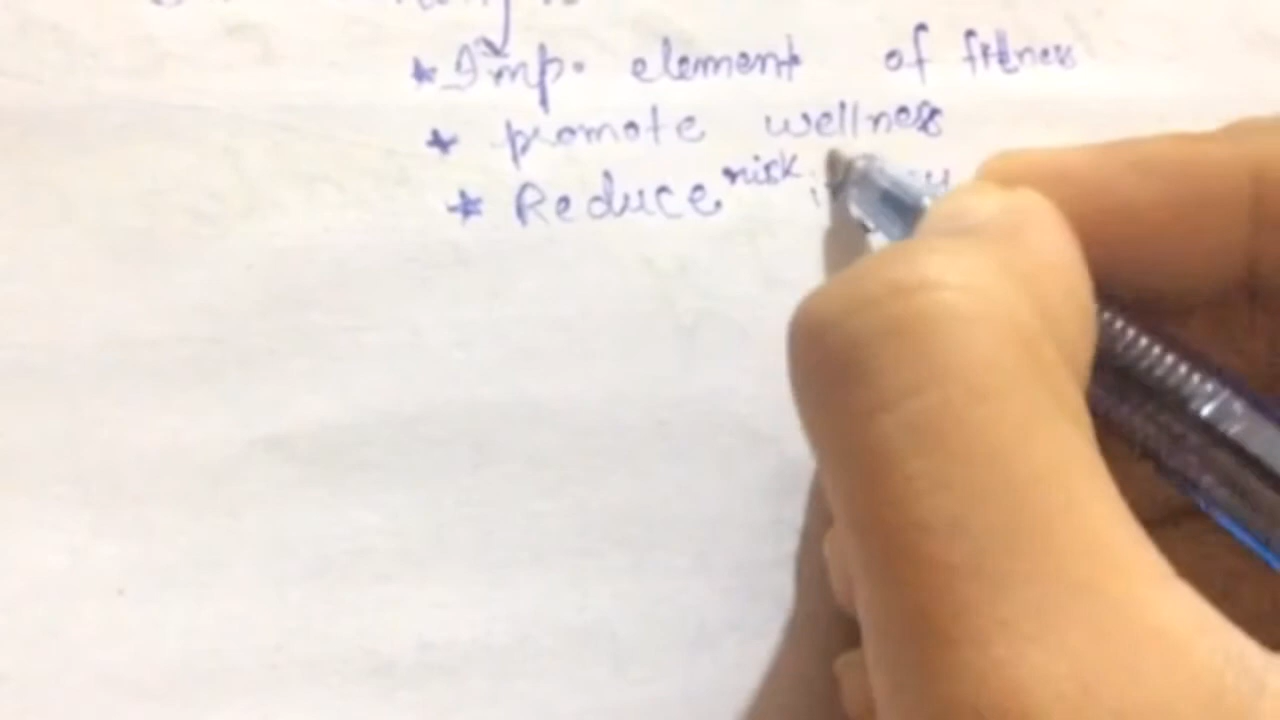 * Imp. element of fitness
* promote wellness
* Reduce risk